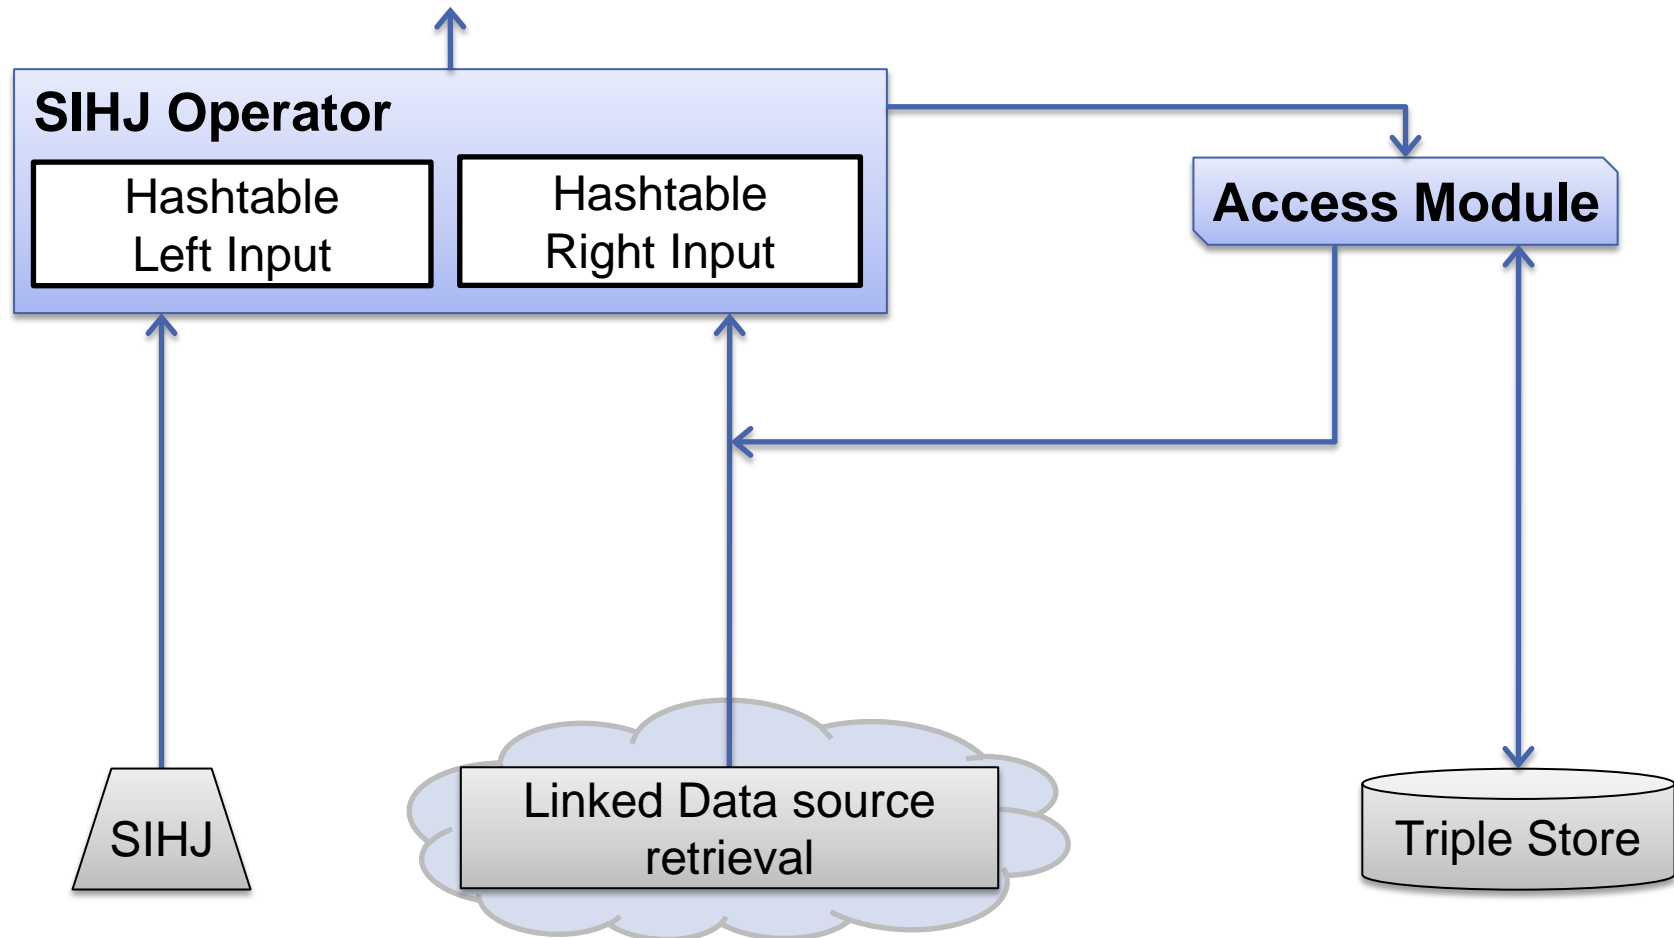 SIHJ Operator
Hashtable
Left Input
Hashtable
Right Input
Access Module
SIHJ
Linked Data source
retrieval
Triple Store